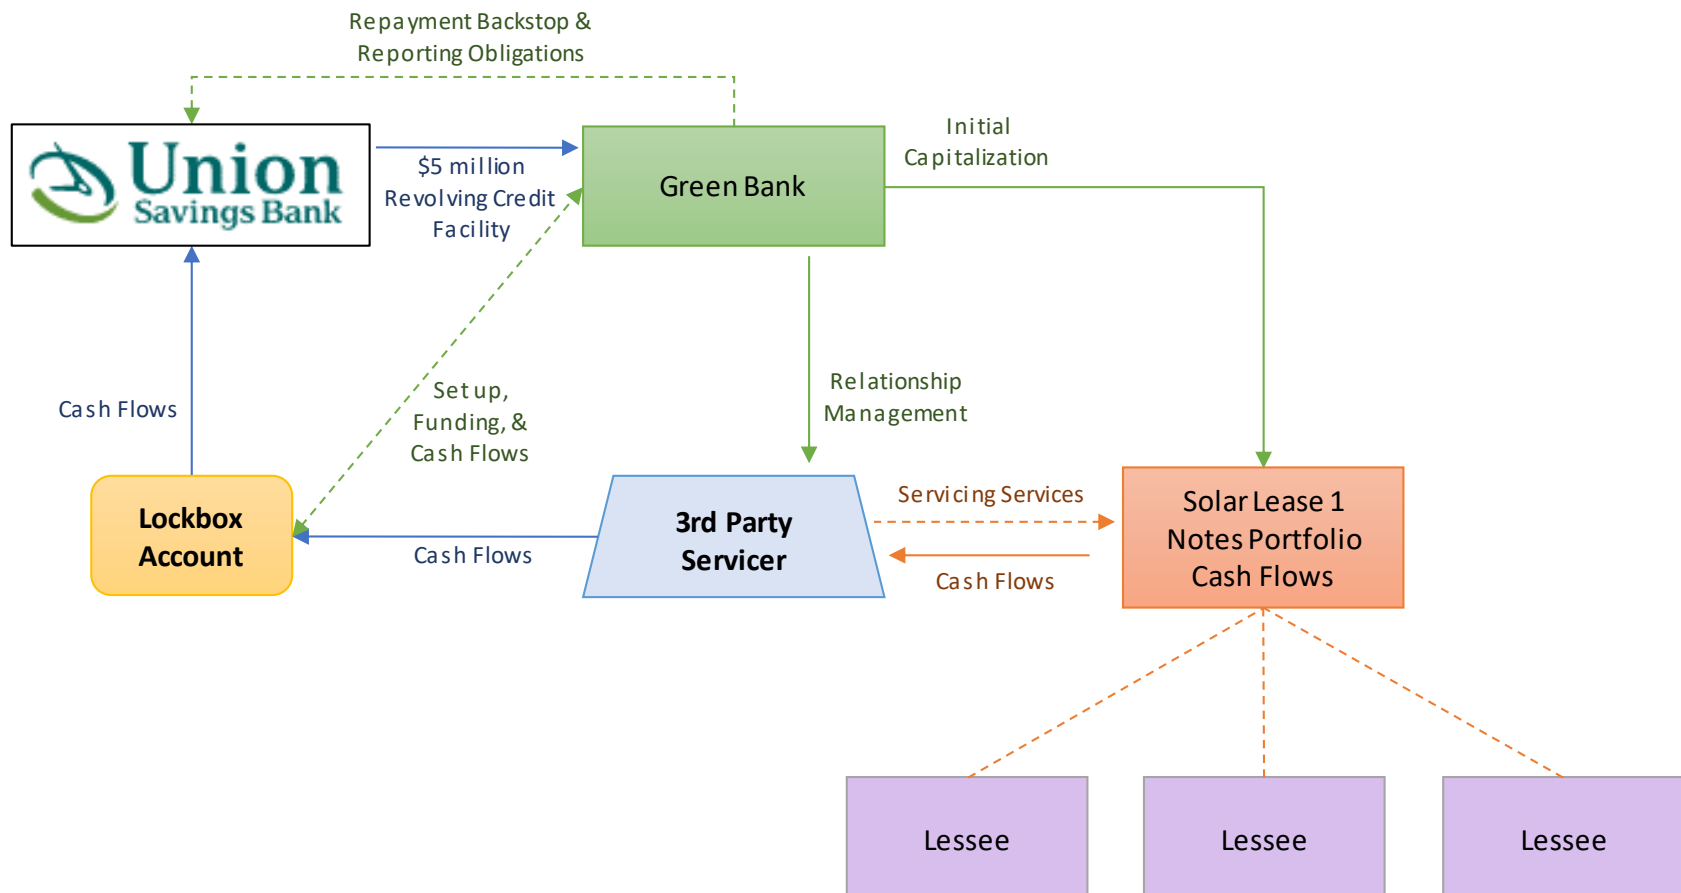 Repayment Backstop &
Reporting Obligations
Union
Savings Bank
$5 million
Revolving Credit
Facility
Green Bank
Initial
Capitalization
Cash Flows
Set up,
Funding, &
Cash Flows
Relationship
Management
Lockbox
Account
Cash Flows
3rd Party
Servicer
Servicing Services
Cash Flows
Solar Lease 1
Notes Portfolio
Cash Flows
Lessee
Lessee
Lessee